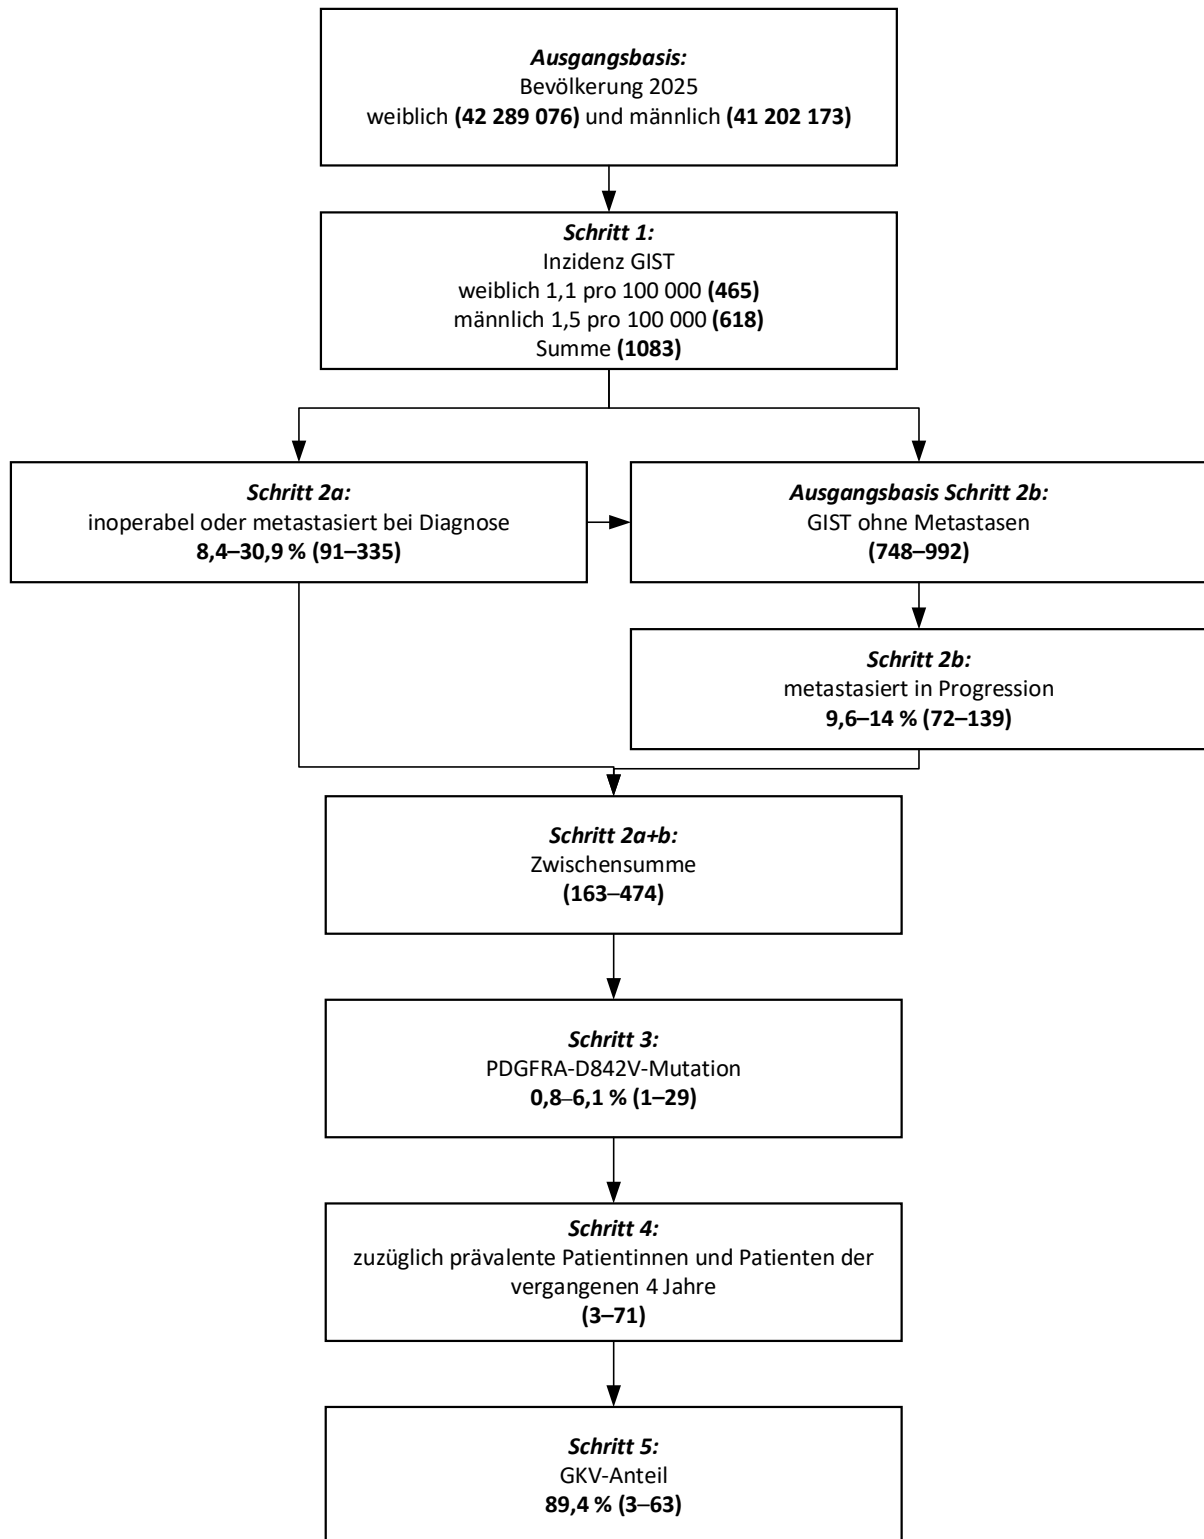 Ausgangsbasis:
Bevölkerung 2025
weiblich (42 289 076) und männlich (41 202 173)
Schritt 1:
Inzidenz GIST
weiblich 1,1 pro 100 000 (465)
männlich 1,5 pro 100 000 (618)
Summe (1083)
Schritt 2a:
inoperabel oder metastasiert bei Diagnose
8,4–30,9 % (91–335)
Ausgangsbasis Schritt 2b:
GIST ohne Metastasen
(748–992)
Schritt 2b:
metastasiert in Progression
9,6–14 % (72–139)
Schritt 2a+b:
Zwischensumme
(163–474)
Schritt 3:
PDGFRA-D842V-Mutation
0,8–6,1 % (1–29)
Schritt 4:
zuzüglich prävalente Patientinnen und Patienten der
vergangenen 4 Jahre
(3–71)
Schritt 5:
GKV-Anteil
89,4 % (3–63)